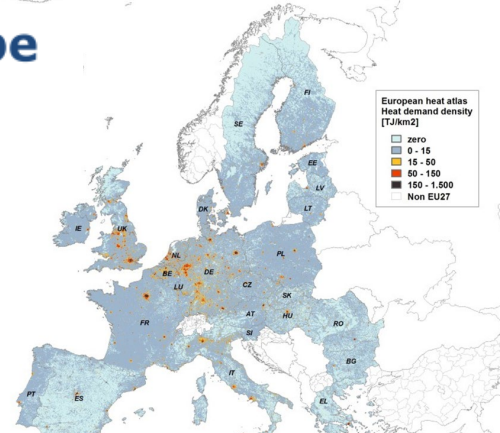 pe
European heat atlas
Heat demand density
[TJ/km2]
zero
0 - 15
15 - 50
50 - 150
150 - 1.500
Non EU27
FI
SE
EE
LV
LT
DK
IE
UK
NL
BE
LU
DE
PL
CZ
SK
FR
AT
HU
SI
RO
BG
IT
PT
ES
EL